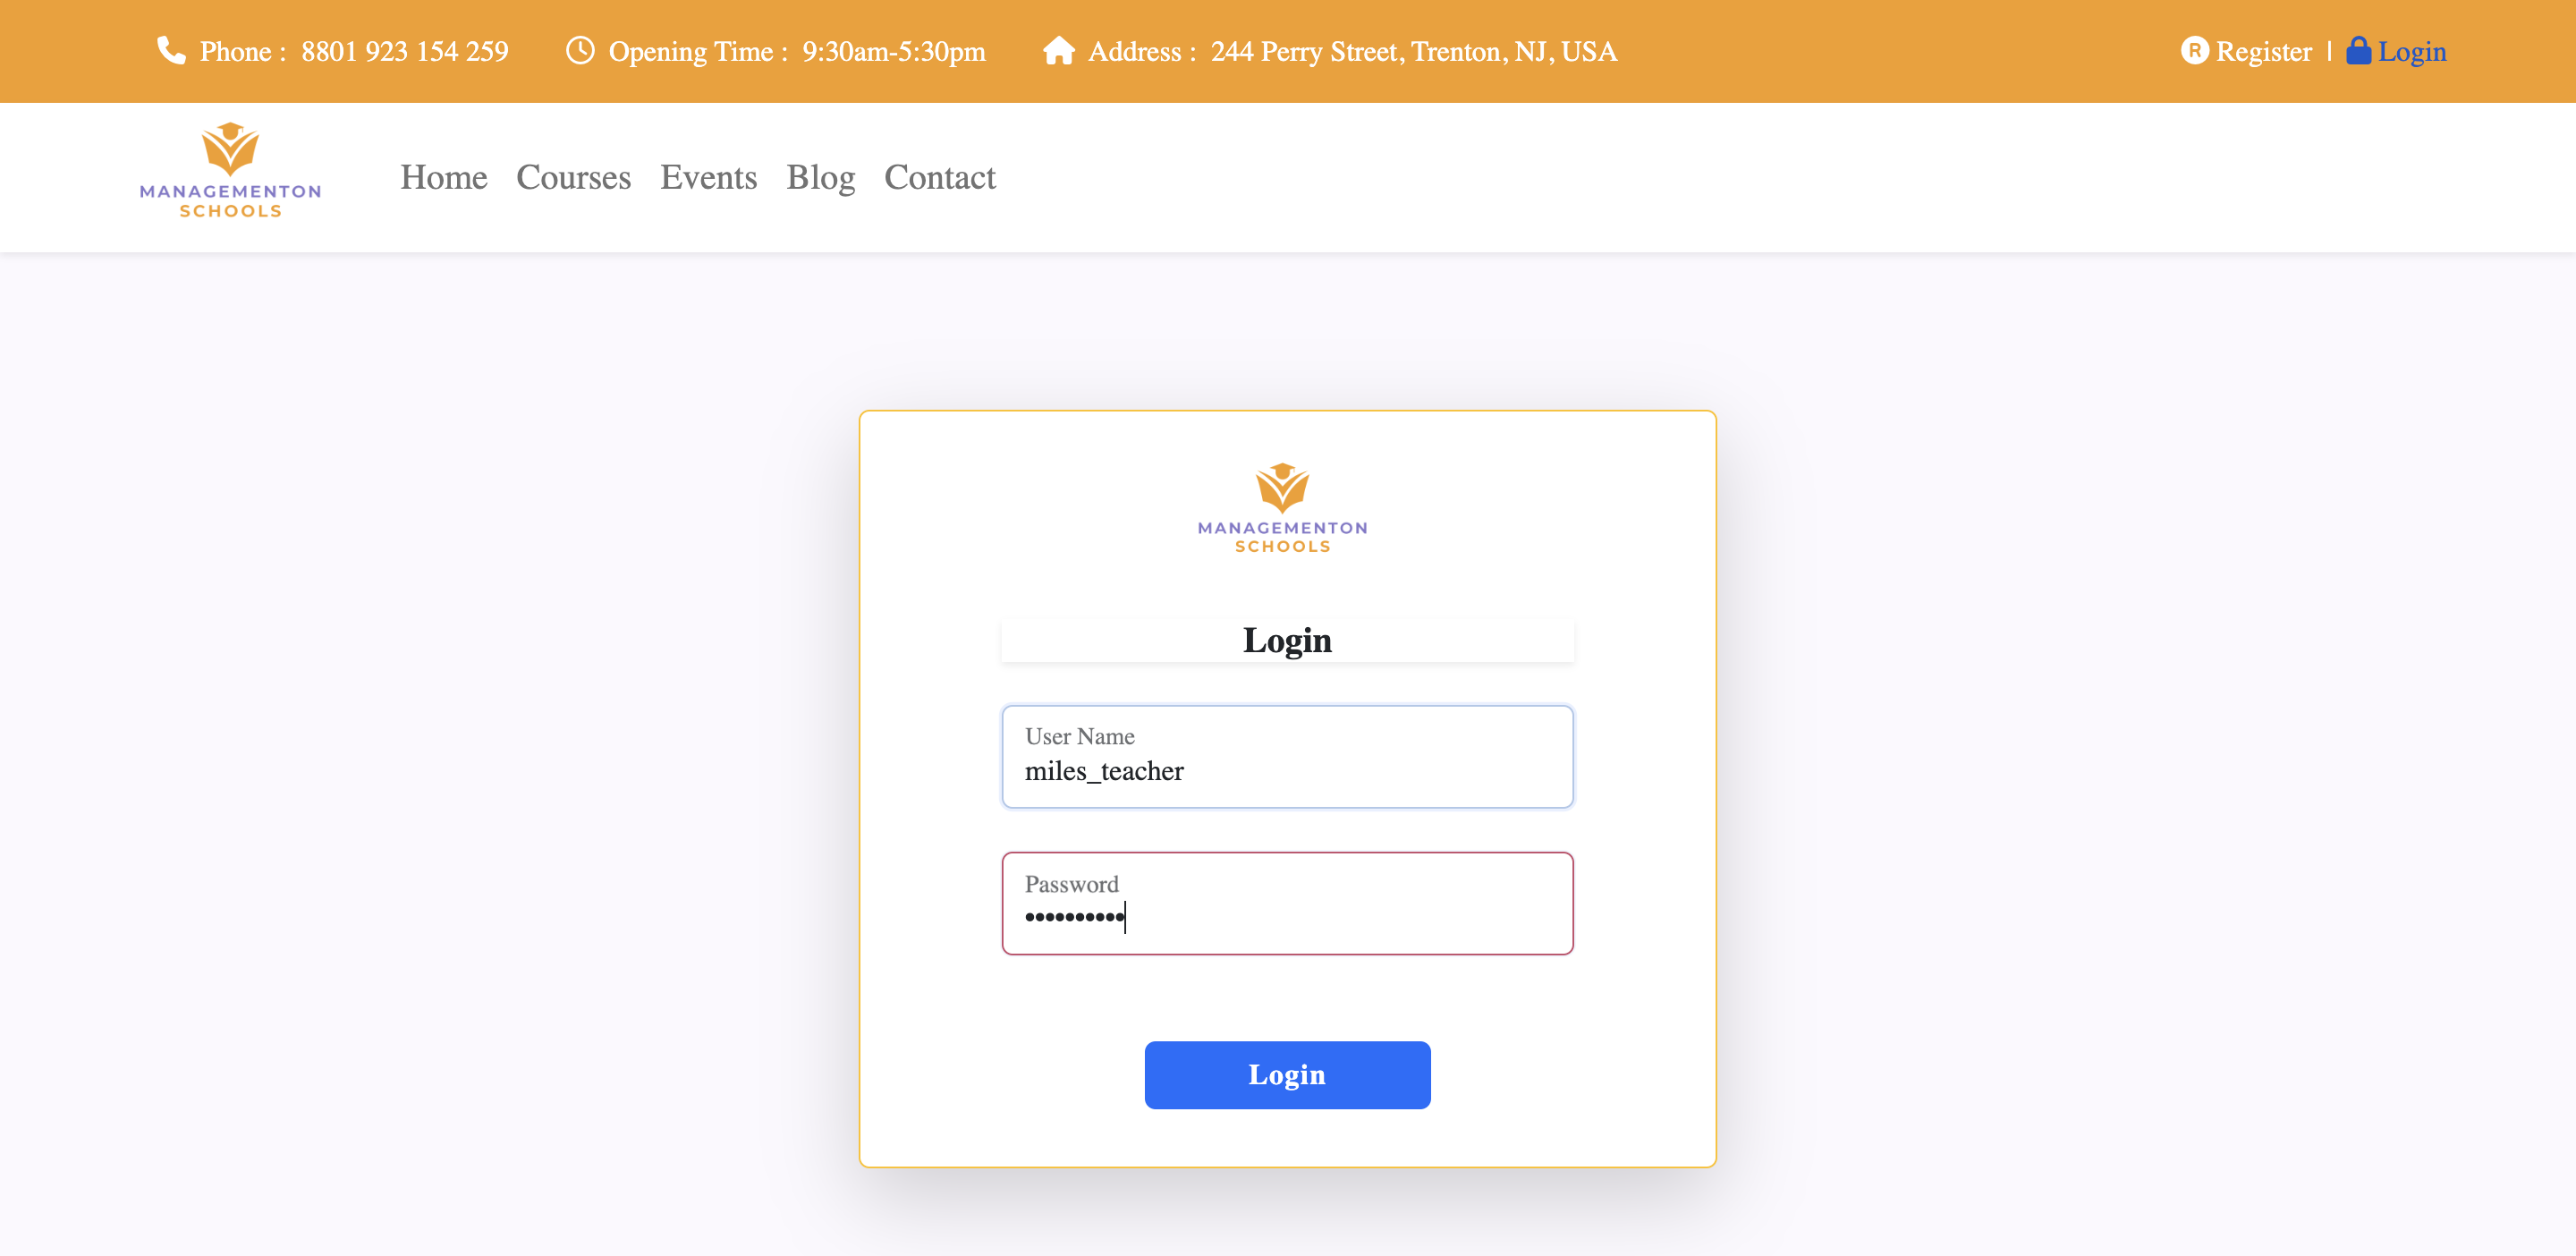 Phone : 8801 923 154 259 Opening Time : 9:30am-5:30pm Address : 244 Perry Street, Trenton, NJ, USA R Register | Login
MANAGEMENTON
SCHOOLS
Home Courses Events Blog Contact
MANAGEMENTON
SCHOOLS
Login
User Name
miles_teacher
Password
••••••••••
Login